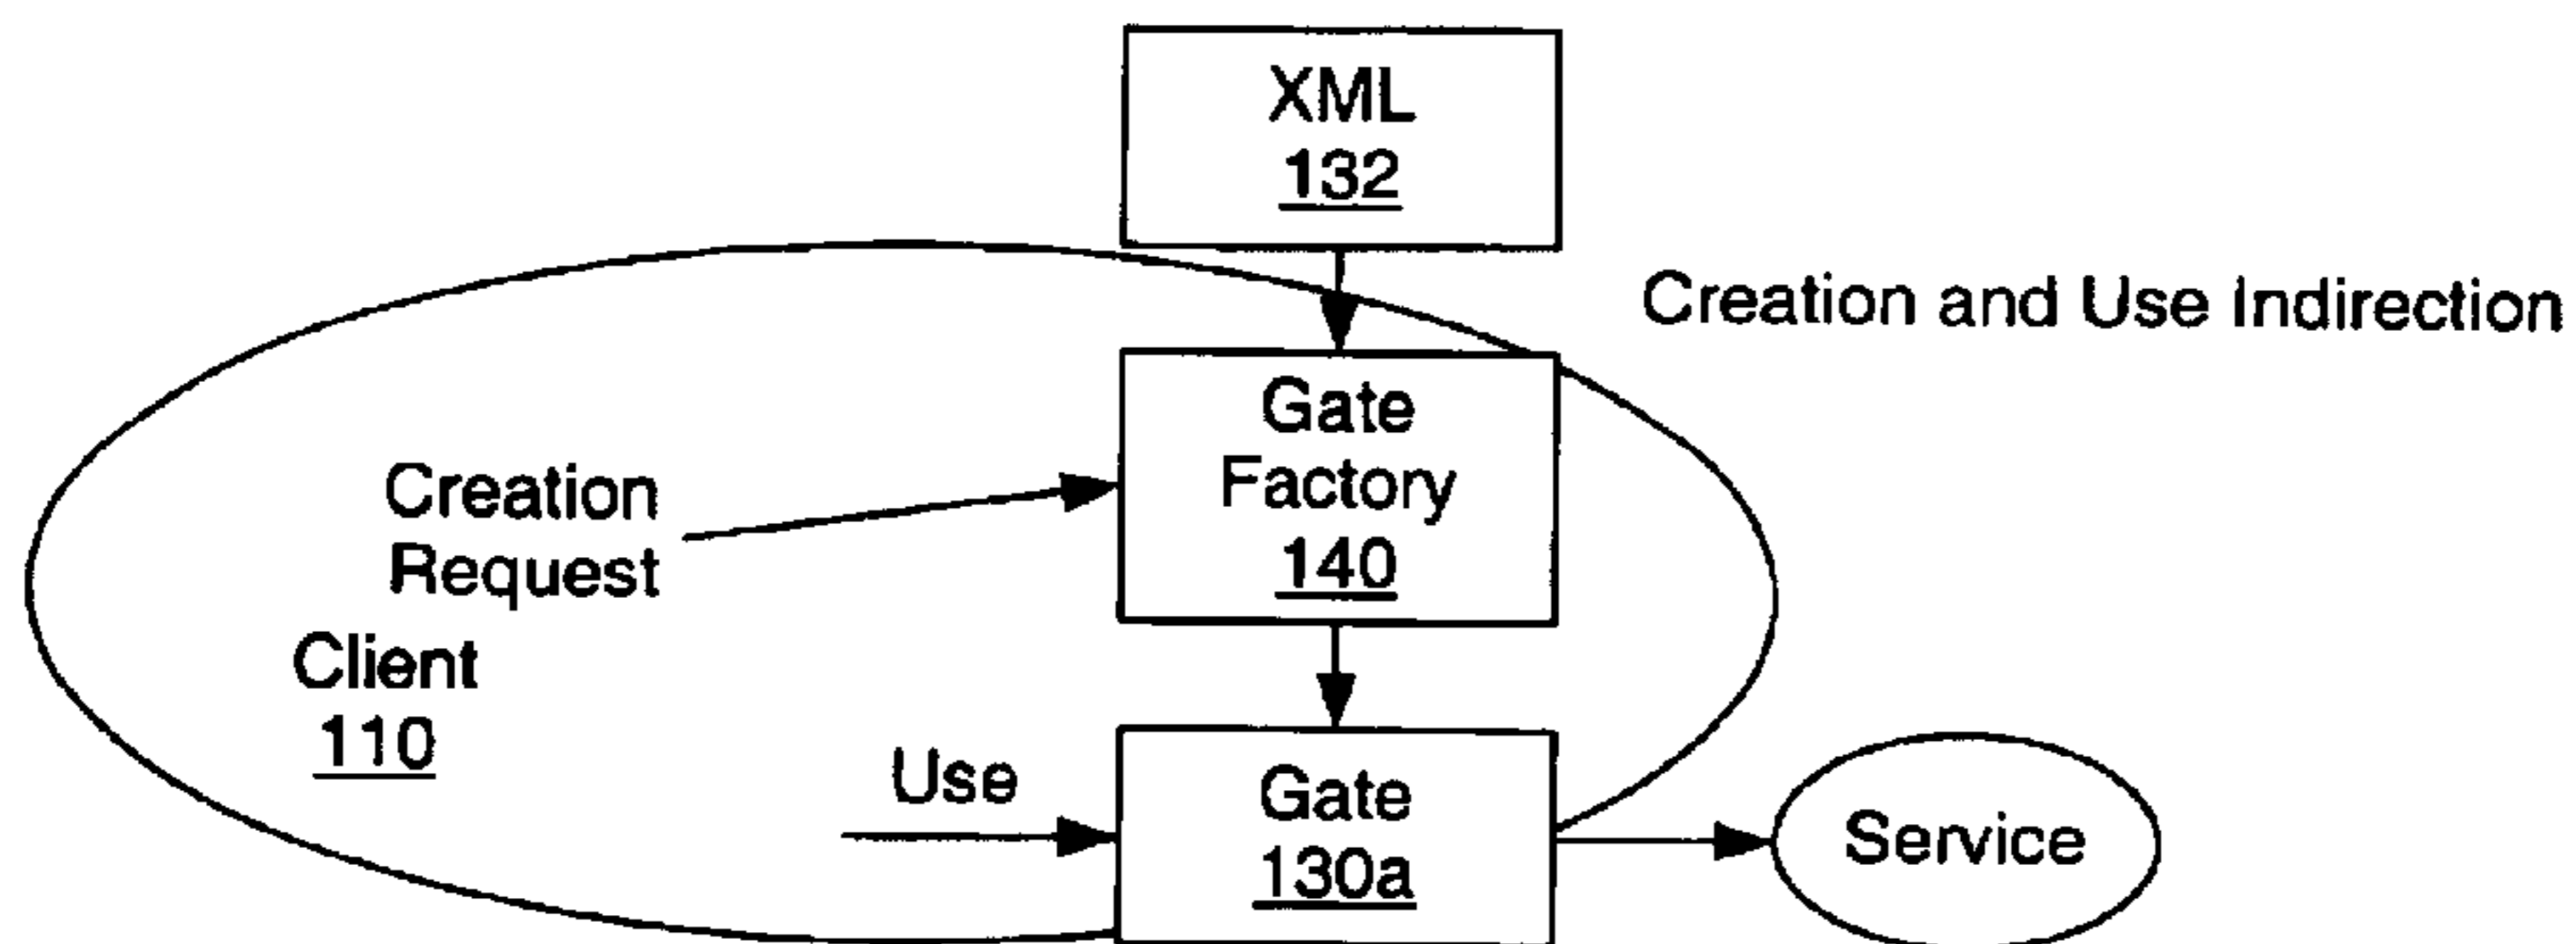 XML
132
Creation and Use Indirection
Gate
Factory
140
Creation
Request
Client
110
Use
Gate
130a
Service